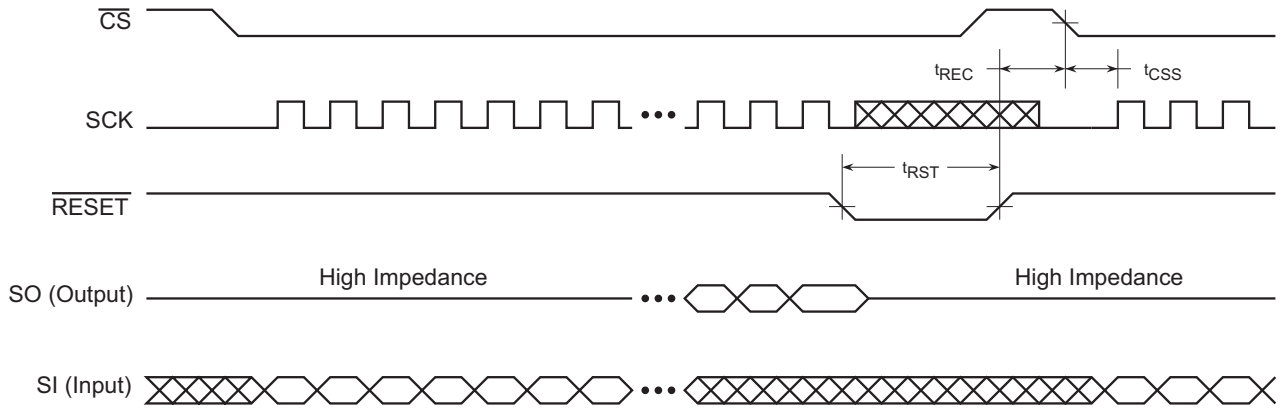 CS
tREC
tCSS
SCK
tRST
RESET
High Impedance
High Impedance
SO (Output)
SI (Input)